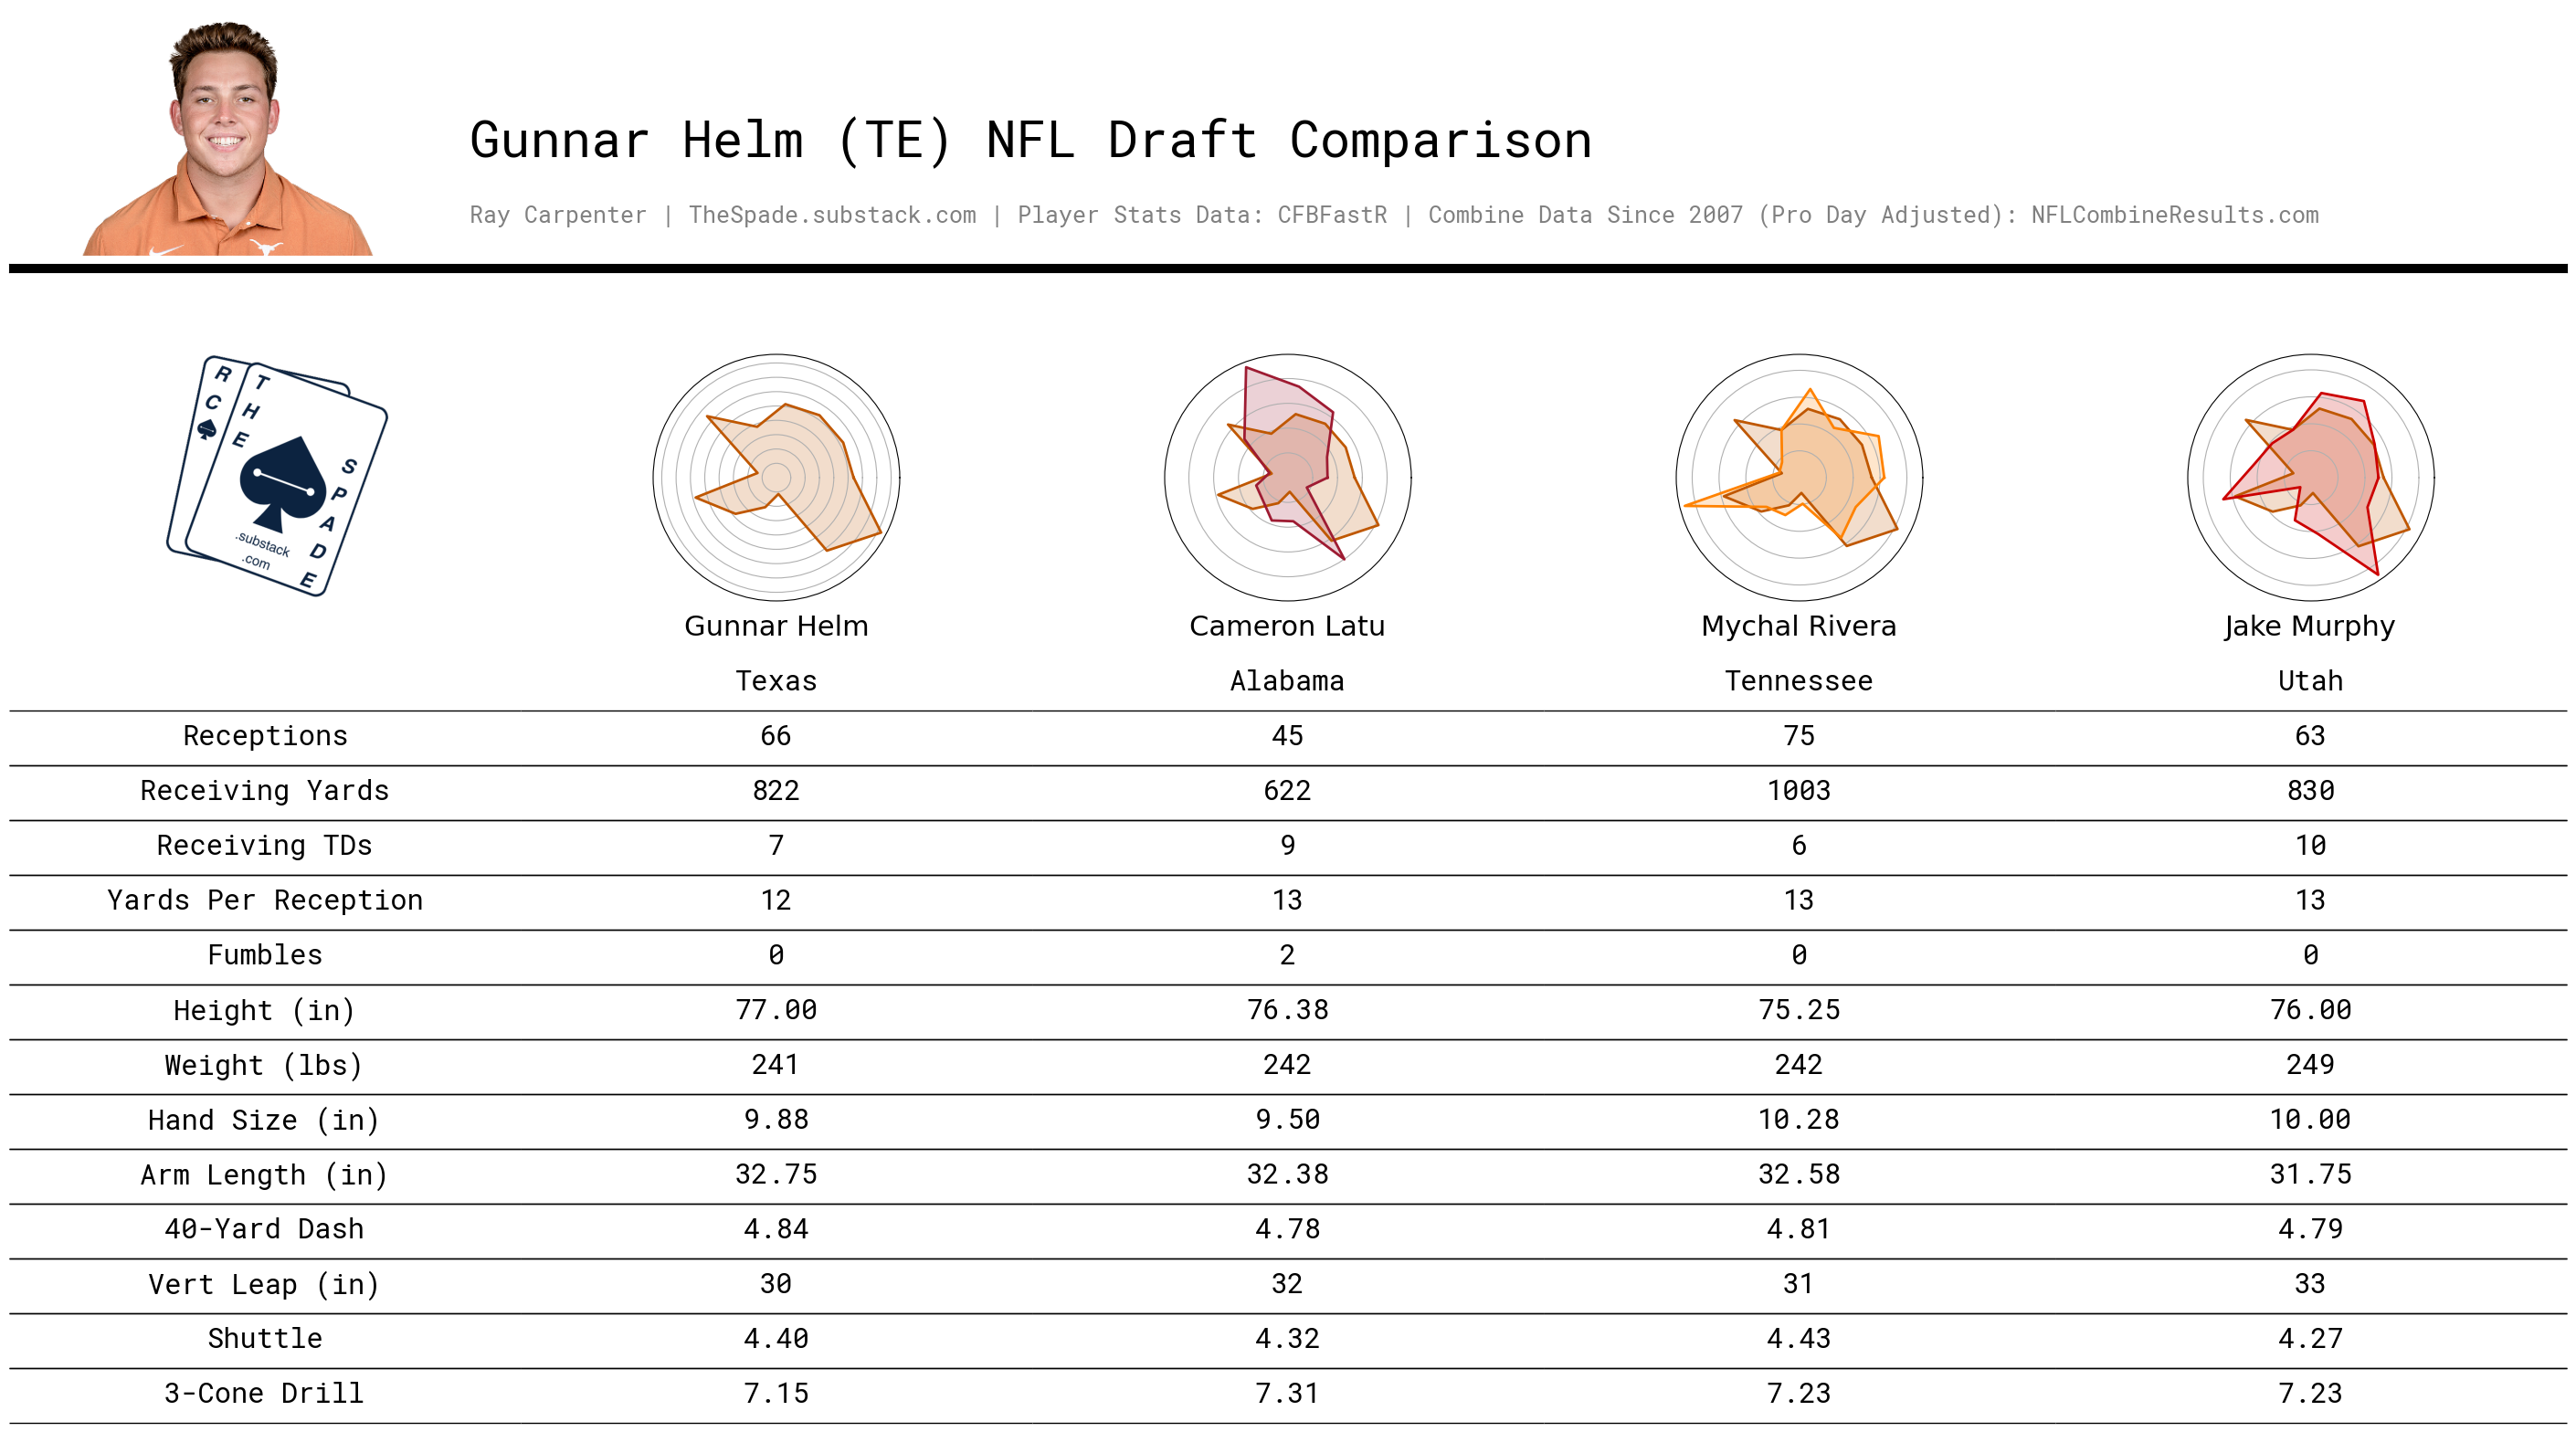 Gunnar Helm (TE) NFL Draft Comparison
Ray Carpenter | TheSpade.substack.com | Player Stats Data: CFBFastR | Combine Data Since 2007 (Pro Day Adjusted): NFLCombineResults.com
R C
T H E
S P A D E
.substack
.com
Gunnar Helm Cameron Latu Mychal Rivera Jake Murphy
Texas Alabama Tennessee Utah
Receptions 66 45 75 63
Receiving Yards 822 622 1003 830
Receiving TDs 7 9 6 10
Yards Per Reception 12 13 13 13
Fumbles 0 2 0 0
Height (in) 77.00 76.38 75.25 76.00
Weight (lbs) 241 242 242 249
Hand Size (in) 9.88 9.50 10.28 10.00
Arm Length (in) 32.75 32.38 32.58 31.75
40-Yard Dash 4.84 4.78 4.81 4.79
Vert Leap (in) 30 32 31 33
Shuttle 4.40 4.32 4.43 4.27
3-Cone Drill 7.15 7.31 7.23 7.23